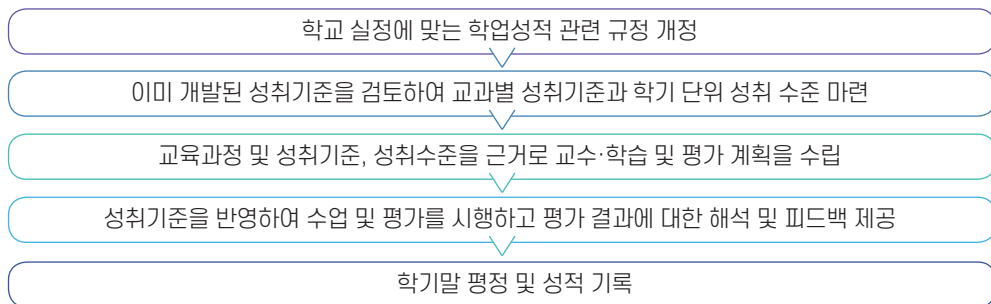 학교 실정에 맞는 학업성적 관련 규정 개정
이미 개발된 성취기준을 검토하여 교과별 성취기준과 학기 단위 성취 수준 마련
교육과정 및 성취기준, 성취수준을 근거로 교수·학습 및 평가 계획을 수립
성취기준을 반영하여 수업 및 평가를 시행하고 평가 결과에 대한 해석 및 피드백 제공
학기말 평정 및 성적 기록